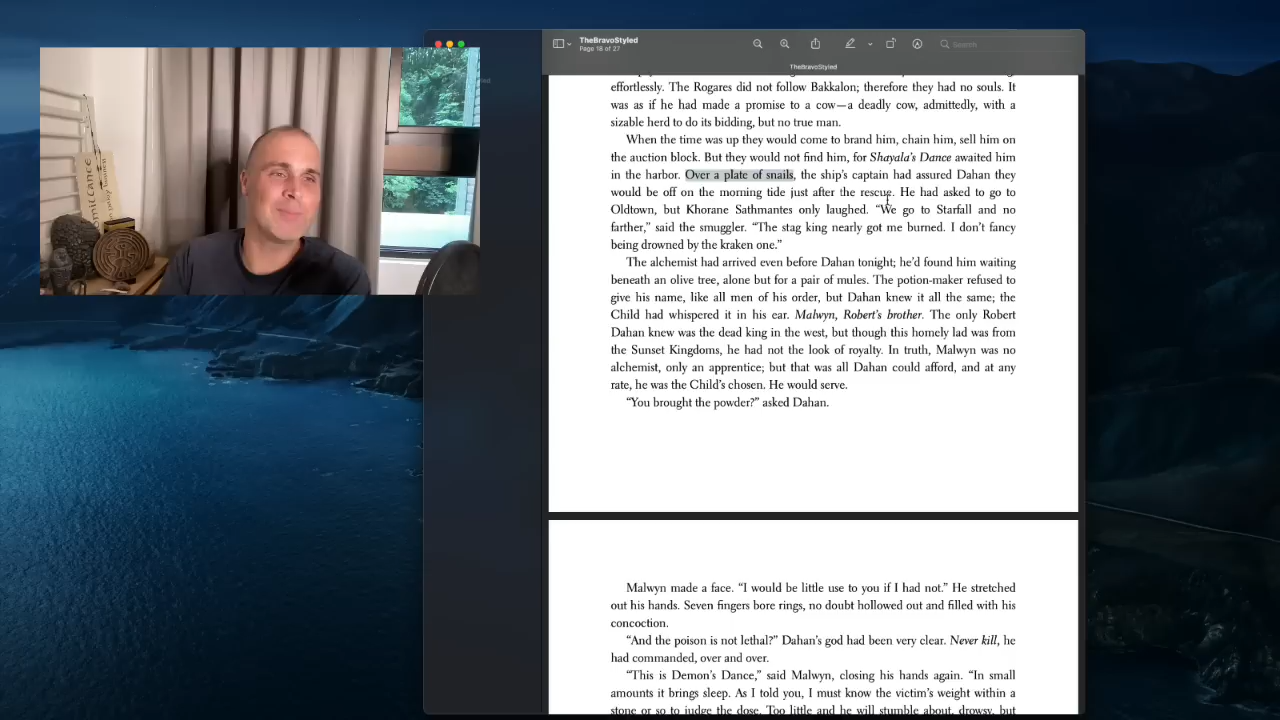 TheBravoStyled
Page 18 of 27
Search
TheBravoStyled
effortlessly. The Rogares did not follow Bakkalon; therefore they had no souls. It
was as if he had made a promise to a cow—a deadly cow, admittedly, with a
sizable herd to do its bidding, but no true man.
When the time was up they would come to brand him, chain him, sell him on
the auction block. But they would not find him, for Shayala's Dance awaited him
in the harbor. Over a plate of snails, the ship's captain had assured Dahan they
would be off on the morning tide just after the rescue. He had asked to go to
Oldtown, but Khorane Sathmantes only laughed. “We go to Starfall and no
farther,” said the smuggler. “The stag king nearly got me burned. I don't fancy
being drowned by the kraken one.”
The alchemist had arrived even before Dahan tonight; he'd found him waiting
beneath an olive tree, alone but for a pair of mules. The potion-maker refused to
give his name, like all men of his order, but Dahan knew it all the same; the
Child had whispered it in his ear. Malwyn, Robert's brother. The only Robert
Dahan knew was the dead king in the west, but though this homely lad was from
the Sunset Kingdoms, he had not the look of royalty. In truth, Malwyn was no
alchemist, only an apprentice; but that was all Dahan could afford, and at any
rate, he was the Child's chosen. He would serve.
“You brought the powder?” asked Dahan.
Malwyn made a face. “I would be little use to you if I had not.” He stretched
out his hands. Seven fingers bore rings, no doubt hollowed out and filled with his
concoction.
“And the poison is not lethal?” Dahan's god had been very clear. Never kill, he
had commanded, over and over.
“This is Demon's Dance,” said Malwyn, closing his hands again. “In small
amounts it brings sleep. As I told you, I must know the victim's weight within a
stone or so to judge the dose. Too little and he will stumble about, drowsy, but